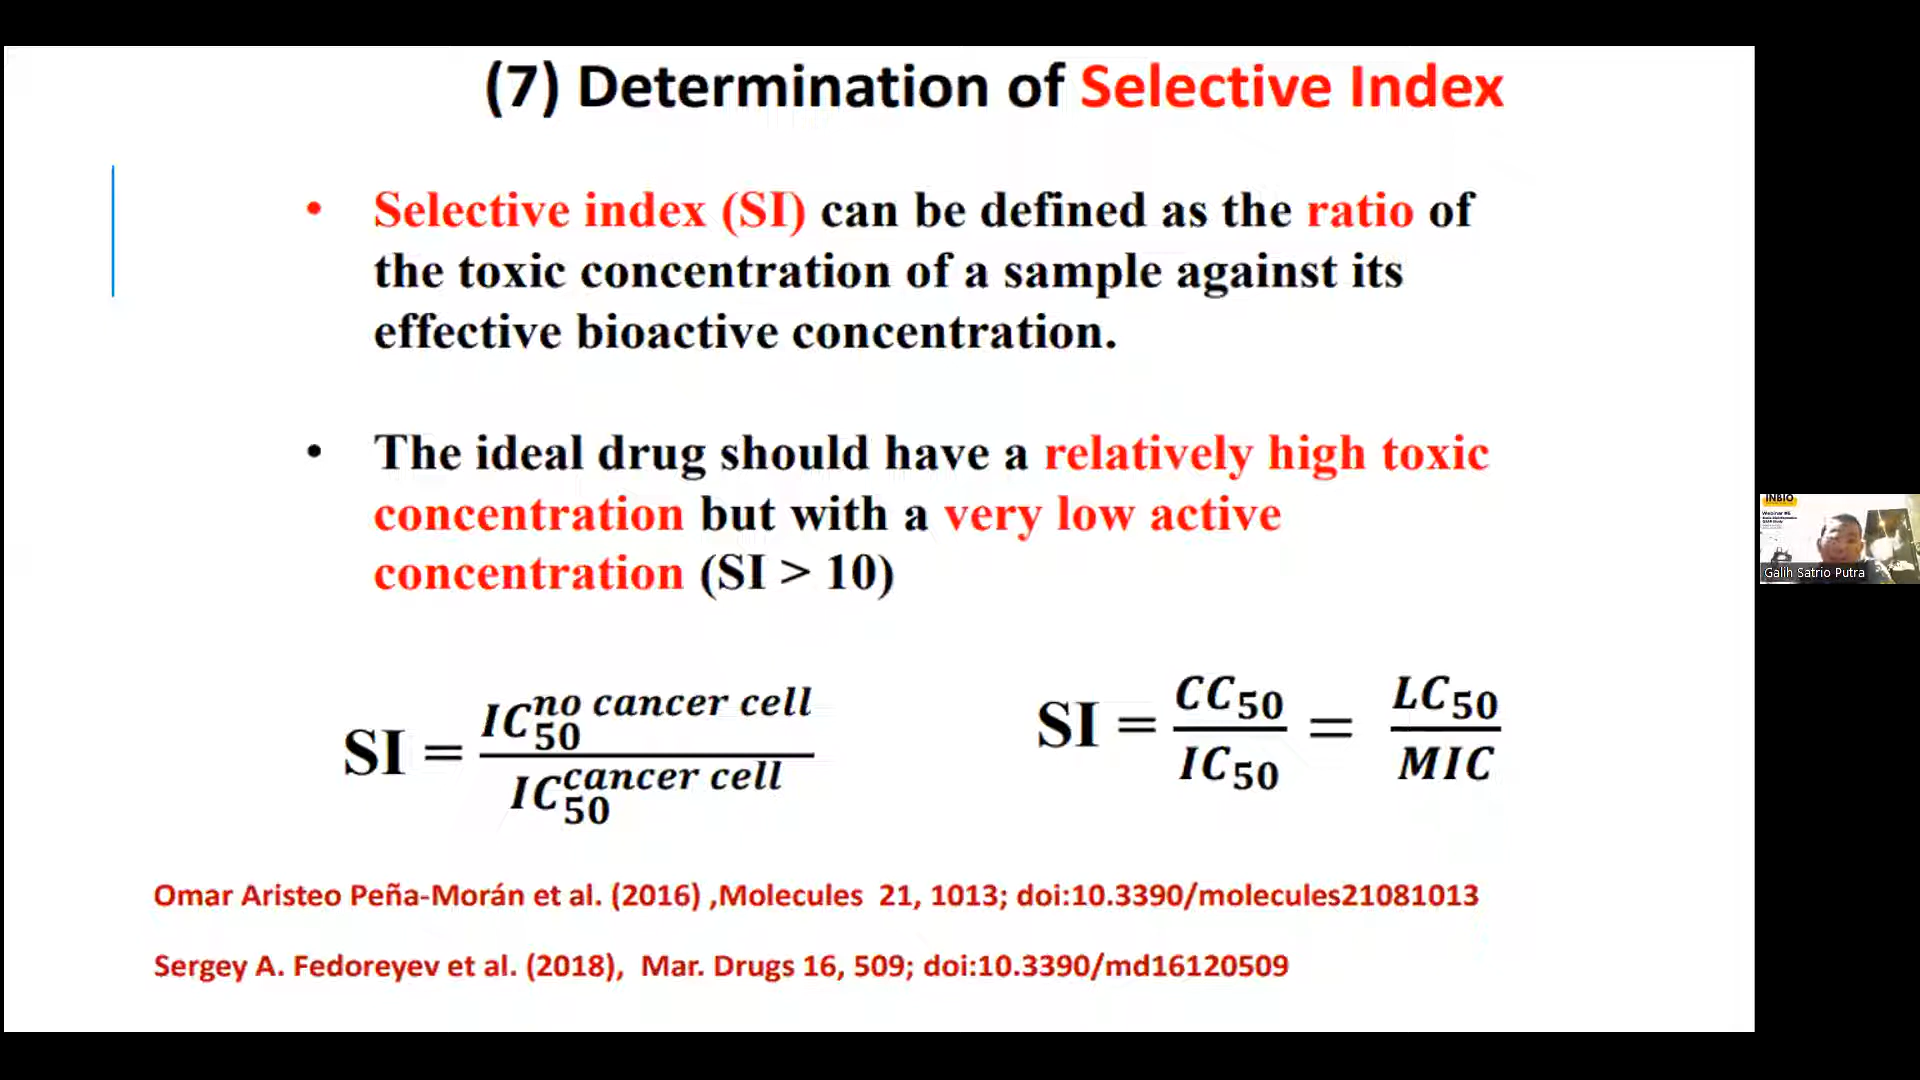 (7) Determination of Selective Index
• Selective index (SI) can be defined as the ratio of
the toxic concentration of a sample against its
effective bioactive concentration.
• The ideal drug should have a relatively high toxic
concentration but with a very low active
concentration (SI > 10)
SI = IC₅₀^{no cancer cell} / IC₅₀^{cancer cell}
SI = CC₅₀ / IC₅₀ = LC₅₀ / MIC
Omar Aristeo Peña-Morán et al. (2016) ,Molecules 21, 1013; doi:10.3390/molecules21081013
Sergey A. Fedoreyev et al. (2018), Mar. Drugs 16, 509; doi:10.3390/md16120509
INBIO
Webinar #6
Galih Satrio Putra